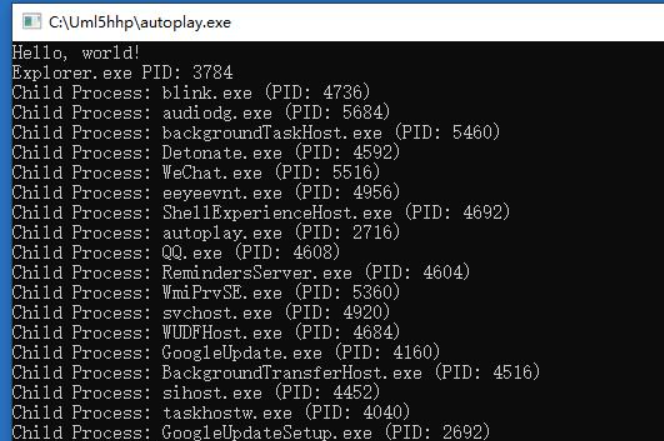 C:\Uml5hhp\autoplay.exe
Hello, world!
Explorer.exe PID: 3784
Child Process: blink.exe (PID: 4736)
Child Process: audiodg.exe (PID: 5684)
Child Process: backgroundTaskHost.exe (PID: 5460)
Child Process: Detonate.exe (PID: 4592)
Child Process: WeChat.exe (PID: 5516)
Child Process: eeyeevnt.exe (PID: 4956)
Child Process: ShellExperienceHost.exe (PID: 4692)
Child Process: autoplay.exe (PID: 2716)
Child Process: QQ.exe (PID: 4608)
Child Process: RemindersServer.exe (PID: 4604)
Child Process: WmiPrvSE.exe (PID: 5360)
Child Process: svchost.exe (PID: 4920)
Child Process: WUDFHost.exe (PID: 4684)
Child Process: GoogleUpdate.exe (PID: 4160)
Child Process: BackgroundTransferHost.exe (PID: 4516)
Child Process: sihost.exe (PID: 4452)
Child Process: taskhostw.exe (PID: 4040)
Child Process: GoogleUpdateSetup.exe (PID: 2692)